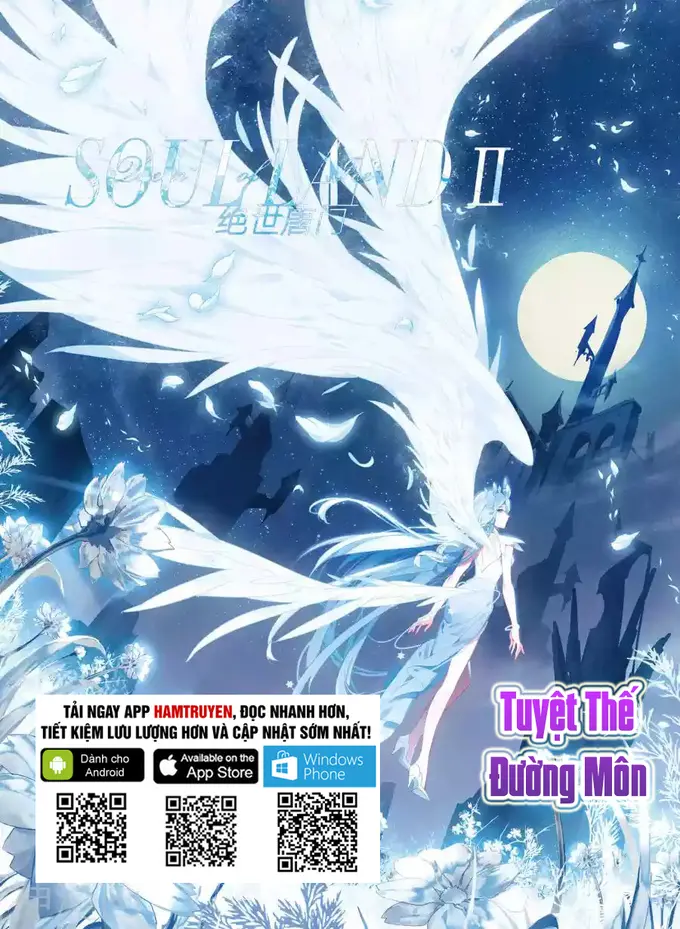 SOUL LAND II
绝世唐门
Tuyệt Thế
Đường Môn
TẢI NGAY APP HAMTRUYEN, ĐỌC NHANH HƠN,
TIẾT KIỆM LƯU LƯỢNG HƠN VÀ CẬP NHẬT SỚM NHẤT!
Dành cho
Android
Available on the
App Store
Windows
Phone